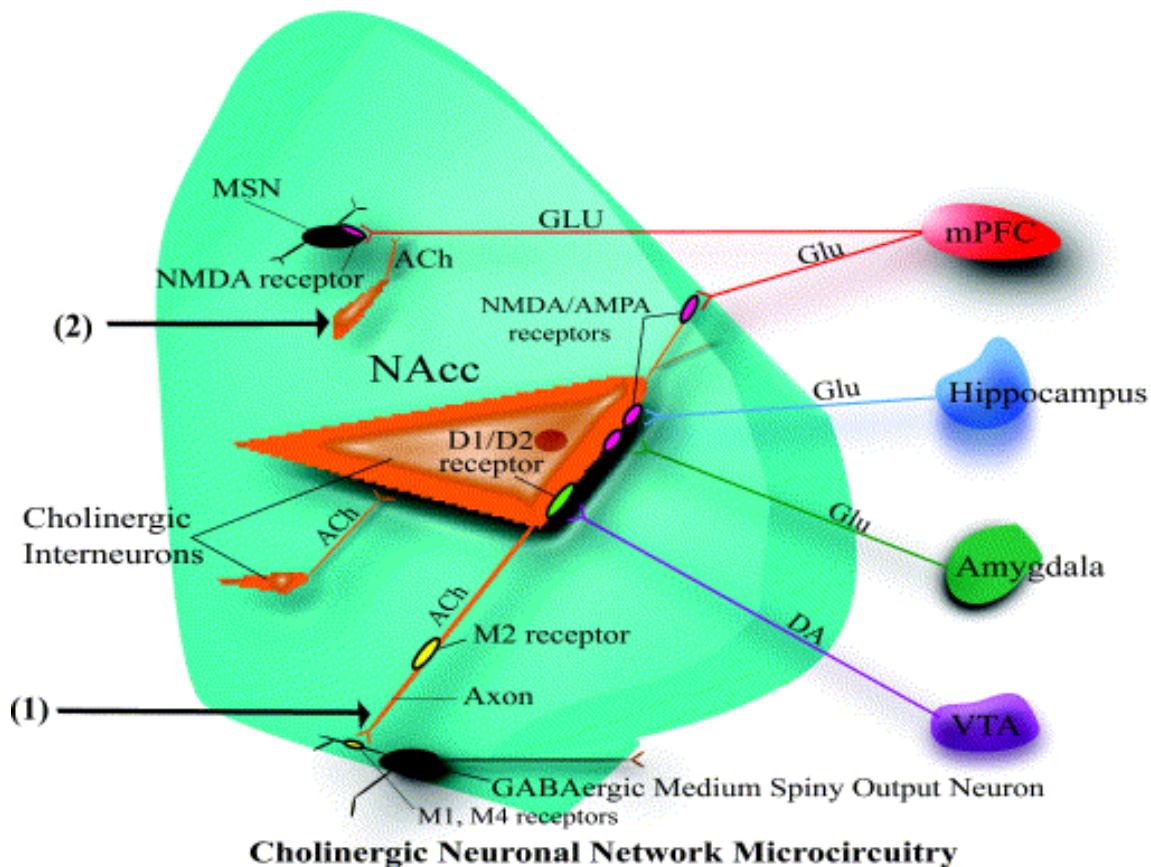 MSN
GLU
mPFC
NMDA receptor
ACh
Glu
(2)
NMDA/AMPA
receptors
NAcc
Glu
Hippocampus
D1/D2
receptor
Cholinergic
Interneurons
ACh
Glu
Amygdala
ACh
M2 receptor
DA
(1)
Axon
VTA
GABAergic Medium Spiny Output Neuron
M1, M4 receptors
Cholinergic Neuronal Network Microcircuitry